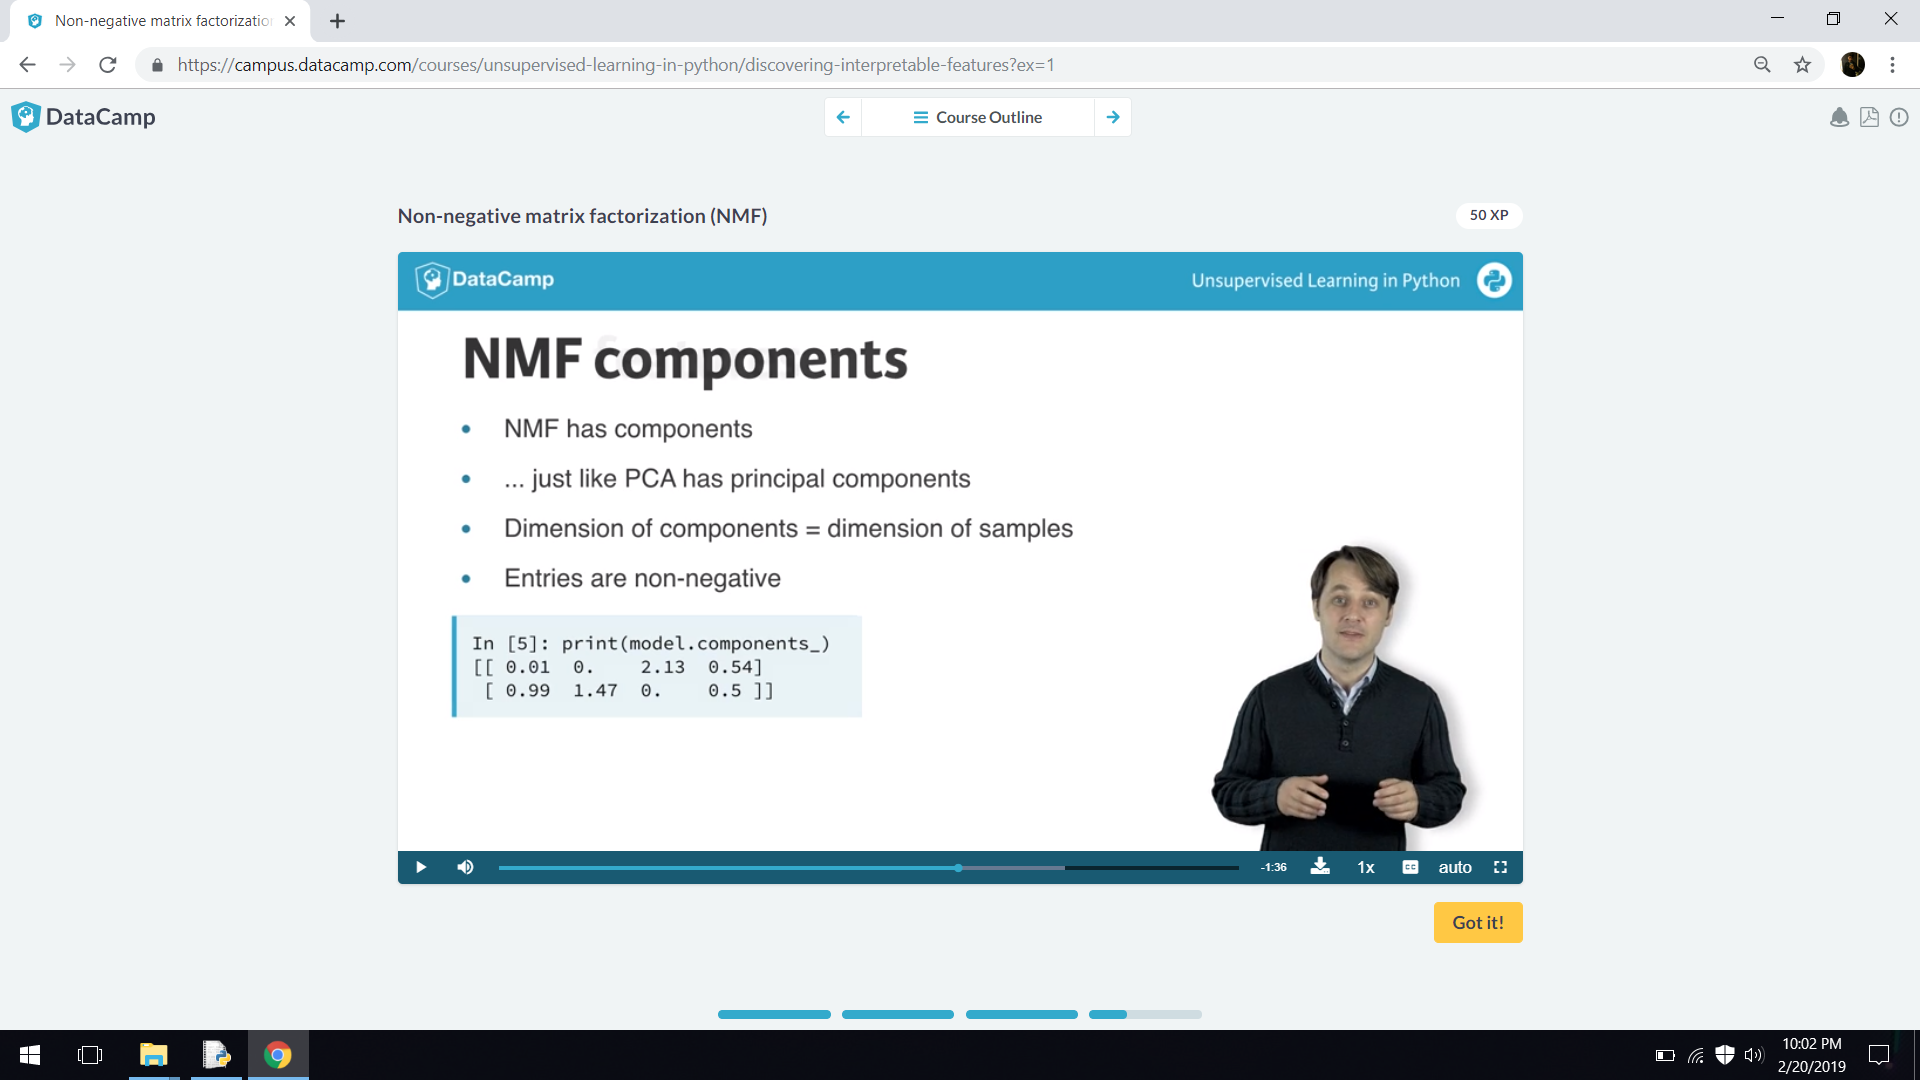 Non-negative matrix factorizatio
https://campus.datacamp.com/courses/unsupervised-learning-in-python/discovering-interpretable-features?ex=1
DataCamp
Course Outline
Non-negative matrix factorization (NMF)
50 XP
DataCamp
Unsupervised Learning in Python
NMF components
• NMF has components
• ... just like PCA has principal components
• Dimension of components = dimension of samples
• Entries are non-negative
In [5]: print(model.components_)
[[ 0.01 0. 2.13 0.54]
[ 0.99 1.47 0. 0.5 ]]
-1:36
1x
CC
auto
Got it!
10:02 PM
2/20/2019